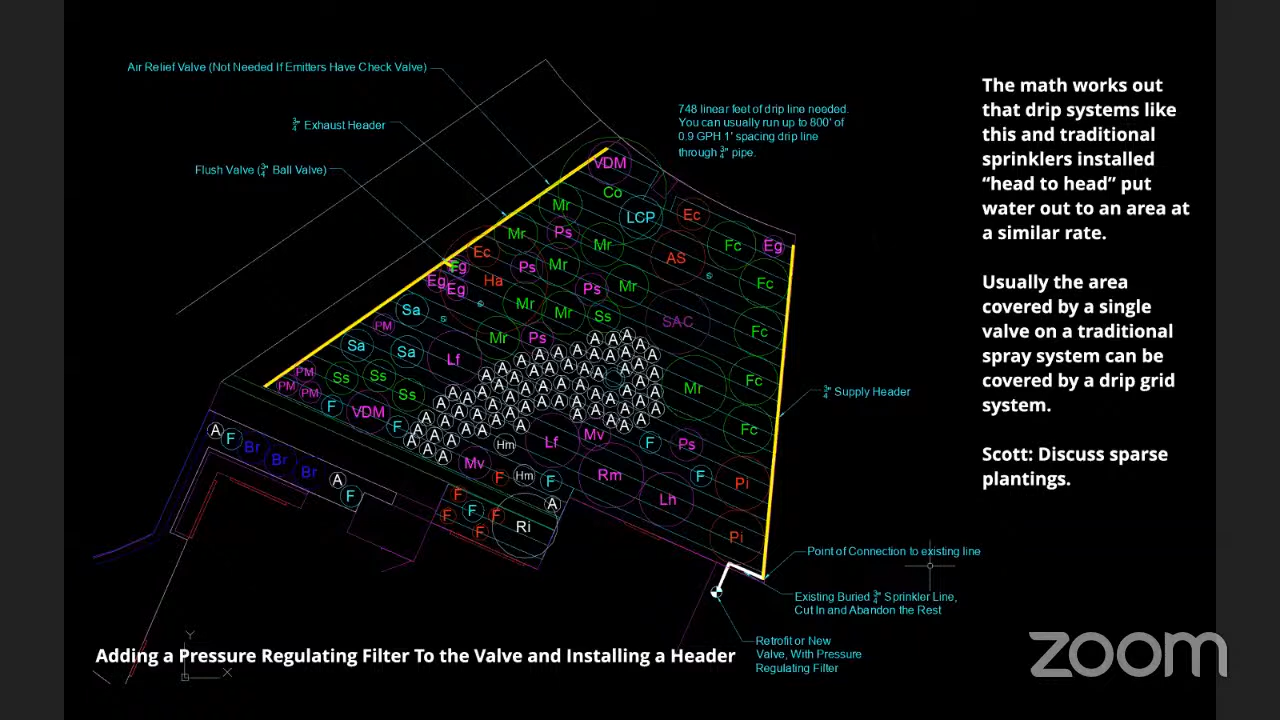 Air Relief Valve (Not Needed If Emitters Have Check Valve)
¾" Exhaust Header
Flush Valve (¾" Ball Valve)
748 linear feet of drip line needed.
You can usually run up to 800' of
0.9 GPH 1' spacing drip line
through ¾" pipe.
The math works out
that drip systems like
this and traditional
sprinklers installed
“head to head” put
water out to an area at
a similar rate.
Usually the area
covered by a single
valve on a traditional
spray system can be
covered by a drip grid
system.
Scott: Discuss sparse
plantings.
VDM
Co
Mr
LCP
Ec
Mr
Ps
Mr
Fc
Eg
Ec
Eg
Ps
Mr
AS
Eg
Eg
Ha
Ps
Mr
Fc
Sa
Mr
Mr
Ss
SAC
Fc
PM
Sa
Sa
Lf
Mr
Ps
PM
PM
PM
Ss
Ss
Ss
Mr
Fc
F
VDM
F
Fc
A A A A A A A A A A
Hm
Lf
Mv
F
Ps
Mv
F
Hm
F
Rm
F
Pi
Lh
A
F
Br
Br
Br
A
F
F
F
F
F
F
A
Ri
Pi
¾" Supply Header
Point of Connection to existing line
Existing Buried ¾" Sprinkler Line,
Cut In and Abandon the Rest
Retrofit or New
Valve, With Pressure
Regulating Filter
Y
X
Adding a Pressure Regulating Filter To the Valve and Installing a Header
zoom